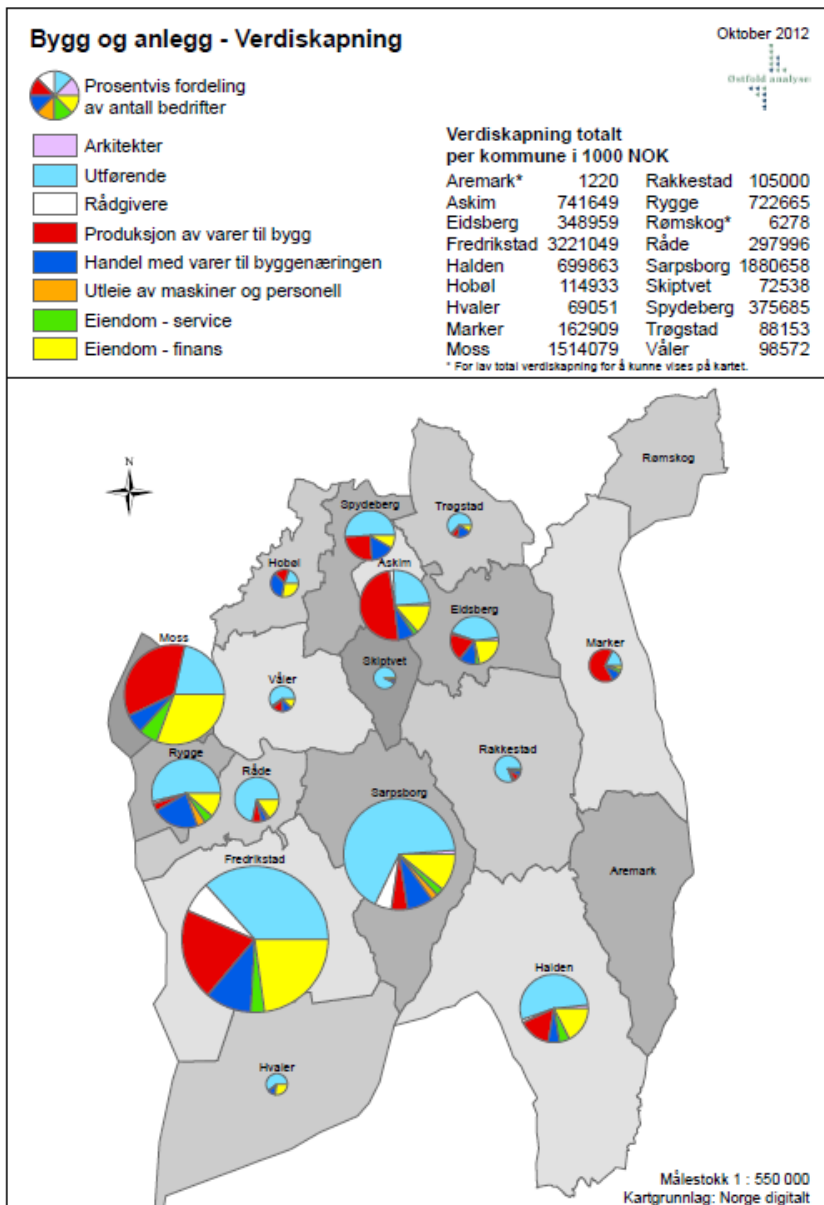 Bygg og anlegg - Verdiskapning
Oktober 2012
Østfold analyse
Prosentvis fordeling
av antall bedrifter
Arkitekter
Utførende
Rådgivere
Produksjon av varer til bygg
Handel med varer til byggenæringen
Utleie av maskiner og personell
Eiendom - service
Eiendom - finans
Verdiskapning totalt
per kommune i 1000 NOK
Aremark* 1220 Rakkestad 105000
Askim 741649 Rygge 722665
Eidsberg 348959 Rømskog* 6278
Fredrikstad 3221049 Råde 297996
Halden 699863 Sarpsborg 1880658
Hobøl 114933 Skiptvet 72538
Hvaler 69051 Spydeberg 375685
Marker 162909 Trøgstad 88153
Moss 1514079 Våler 98572
* For lav total verdiskapning for å kunne vises på kartet.
N
Rømskog
Spydeberg
Trøgstad
Hobøl
Askim
Eidsberg
Moss
Marker
Skiptvet
Våler
Rygge
Råde
Rakkestad
Sarpsborg
Fredrikstad
Aremark
Halden
Hvaler
Målestokk 1 : 550 000
Kartgrunnlag: Norge digitalt